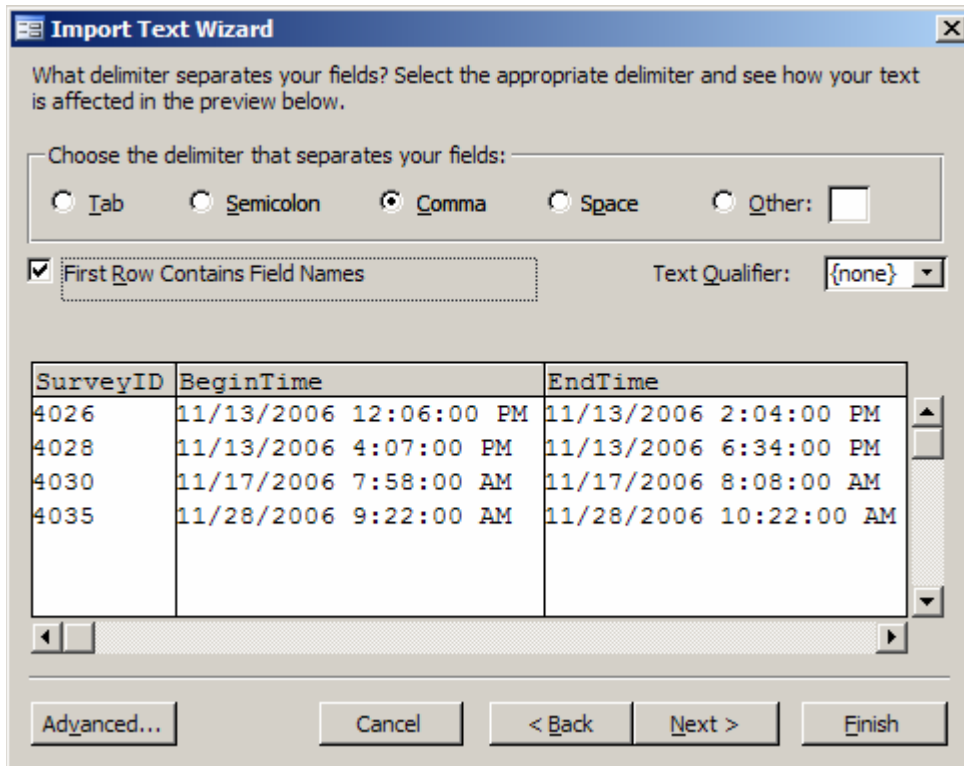 Import Text Wizard
What delimiter separates your fields? Select the appropriate delimiter and see how your text
is affected in the preview below.
Choose the delimiter that separates your fields:
Tab Semicolon Comma Space Other:
First Row Contains Field Names Text Qualifier: {none}
SurveyID BeginTime EndTime
4026 11/13/2006 12:06:00 PM 11/13/2006 2:04:00 PM
4028 11/13/2006 4:07:00 PM 11/13/2006 6:34:00 PM
4030 11/17/2006 7:58:00 AM 11/17/2006 8:08:00 AM
4035 11/28/2006 9:22:00 AM 11/28/2006 10:22:00 AM
Advanced... Cancel < Back Next > Finish